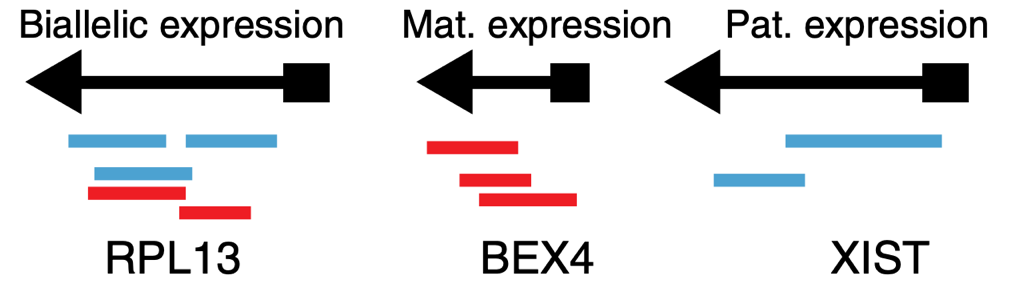 Biallelic expression
Mat. expression
Pat. expression
RPL13
BEX4
XIST